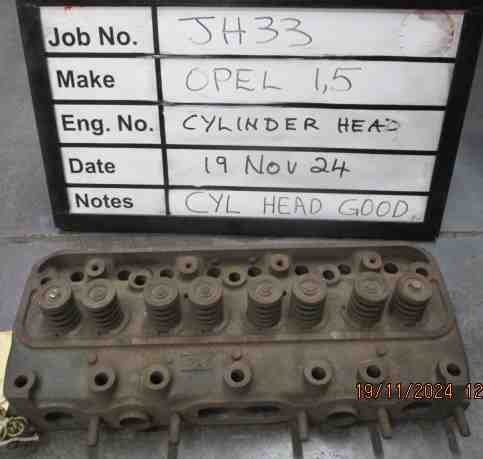 Job No. JH33
Make OPEL 1,5
Eng. No. CYLINDER HEAD
Date 19 Nov 24
Notes CYL HEAD GOOD.
19/11/2024 12